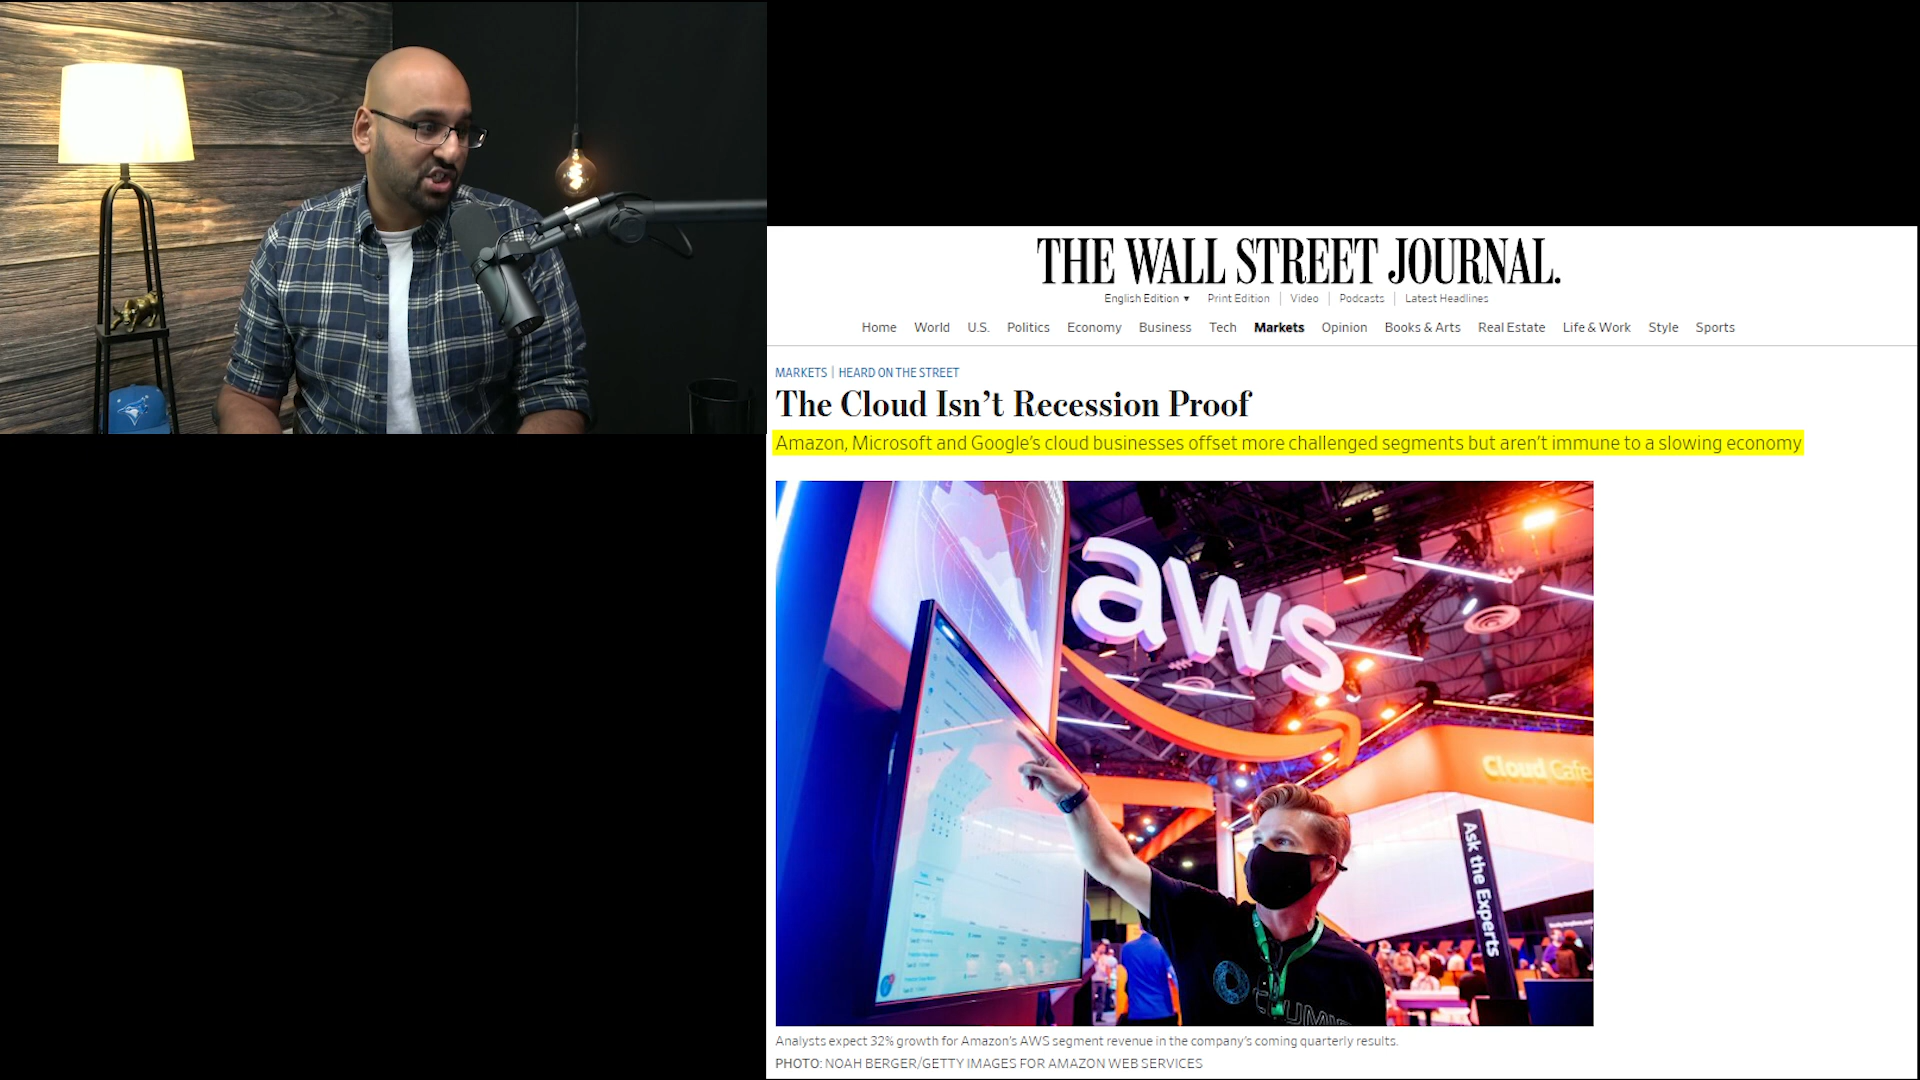 THE WALL STREET JOURNAL.
English Edition ▼ Print Edition | Video | Podcasts | Latest Headlines
Home World U.S. Politics Economy Business Tech Markets Opinion Books & Arts Real Estate Life & Work Style Sports
MARKETS | HEARD ON THE STREET
The Cloud Isn't Recession Proof
Amazon, Microsoft and Google's cloud businesses offset more challenged segments but aren't immune to a slowing economy
aws
Cloud Cafe
Ask the Experts
Analysts expect 32% growth for Amazon's AWS segment revenue in the company's coming quarterly results.
PHOTO: NOAH BERGER/GETTY IMAGES FOR AMAZON WEB SERVICES